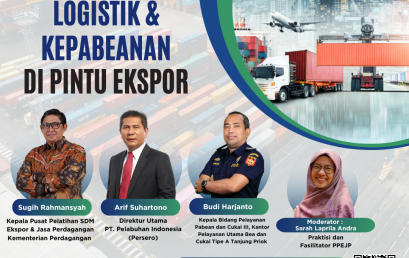 LOGISTIK &
KEPABEANAN
DI PINTU EKSPOR
Sugih Rahmansyah
Kepala Pusat Pelatihan SDM
Ekspor & Jasa Perdagangan
Kementerian Perdagangan
Arif Suhartono
Direktur Utama
PT. Pelabuhan Indonesia
(Persero)
Budi Harjanto
Kepala Bidang Pelayanan
Pabean dan Cukai III, Kantor
Pelayanan Utama Bea dan
Cukai Tipe A Tanjung Priok
Moderator :
Sarah Laprila Andra
Praktisi dan
Fasilitator PPEJP